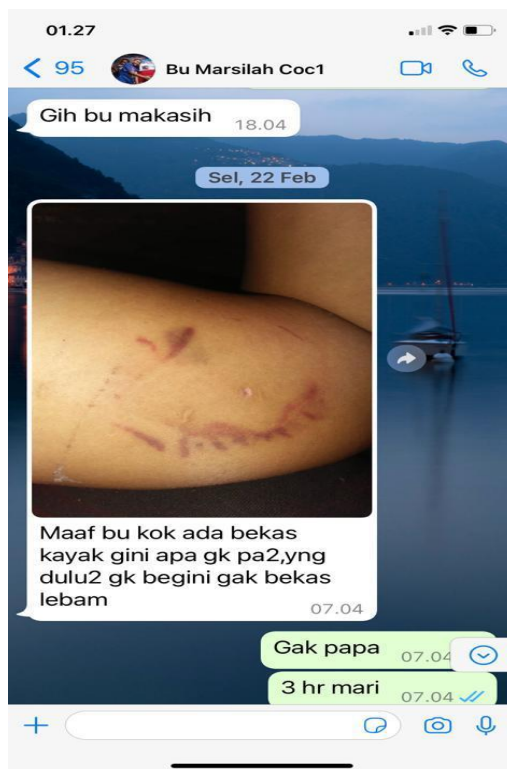 01.27
95
Bu Marsilah Coc1
Gih bu makasih
18.04
Sel, 22 Feb
Maaf bu kok ada bekas
kayak gini apa gk pa2,yng
dulu2 gk begini gak bekas
lebam
07.04
Gak papa
07.04
3 hr mari
07.04